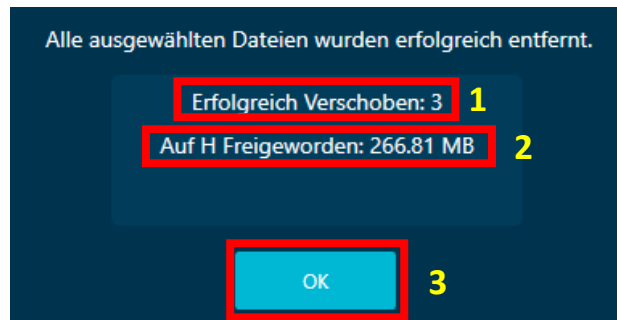 Alle ausgewählten Dateien wurden erfolgreich entfernt.
Erfolgreich Verschoben: 3 1
Auf H Freigeworden: 266.81 MB 2
OK 3